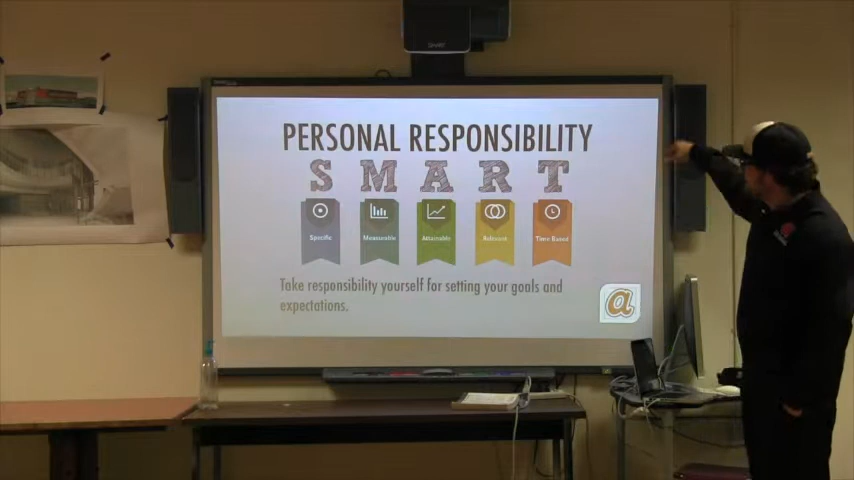 PERSONAL RESPONSIBILITY
S M A R T
Specific Measurable Attainable Relevant Time Based
Take responsibility yourself for setting your goals and
expectations.
a